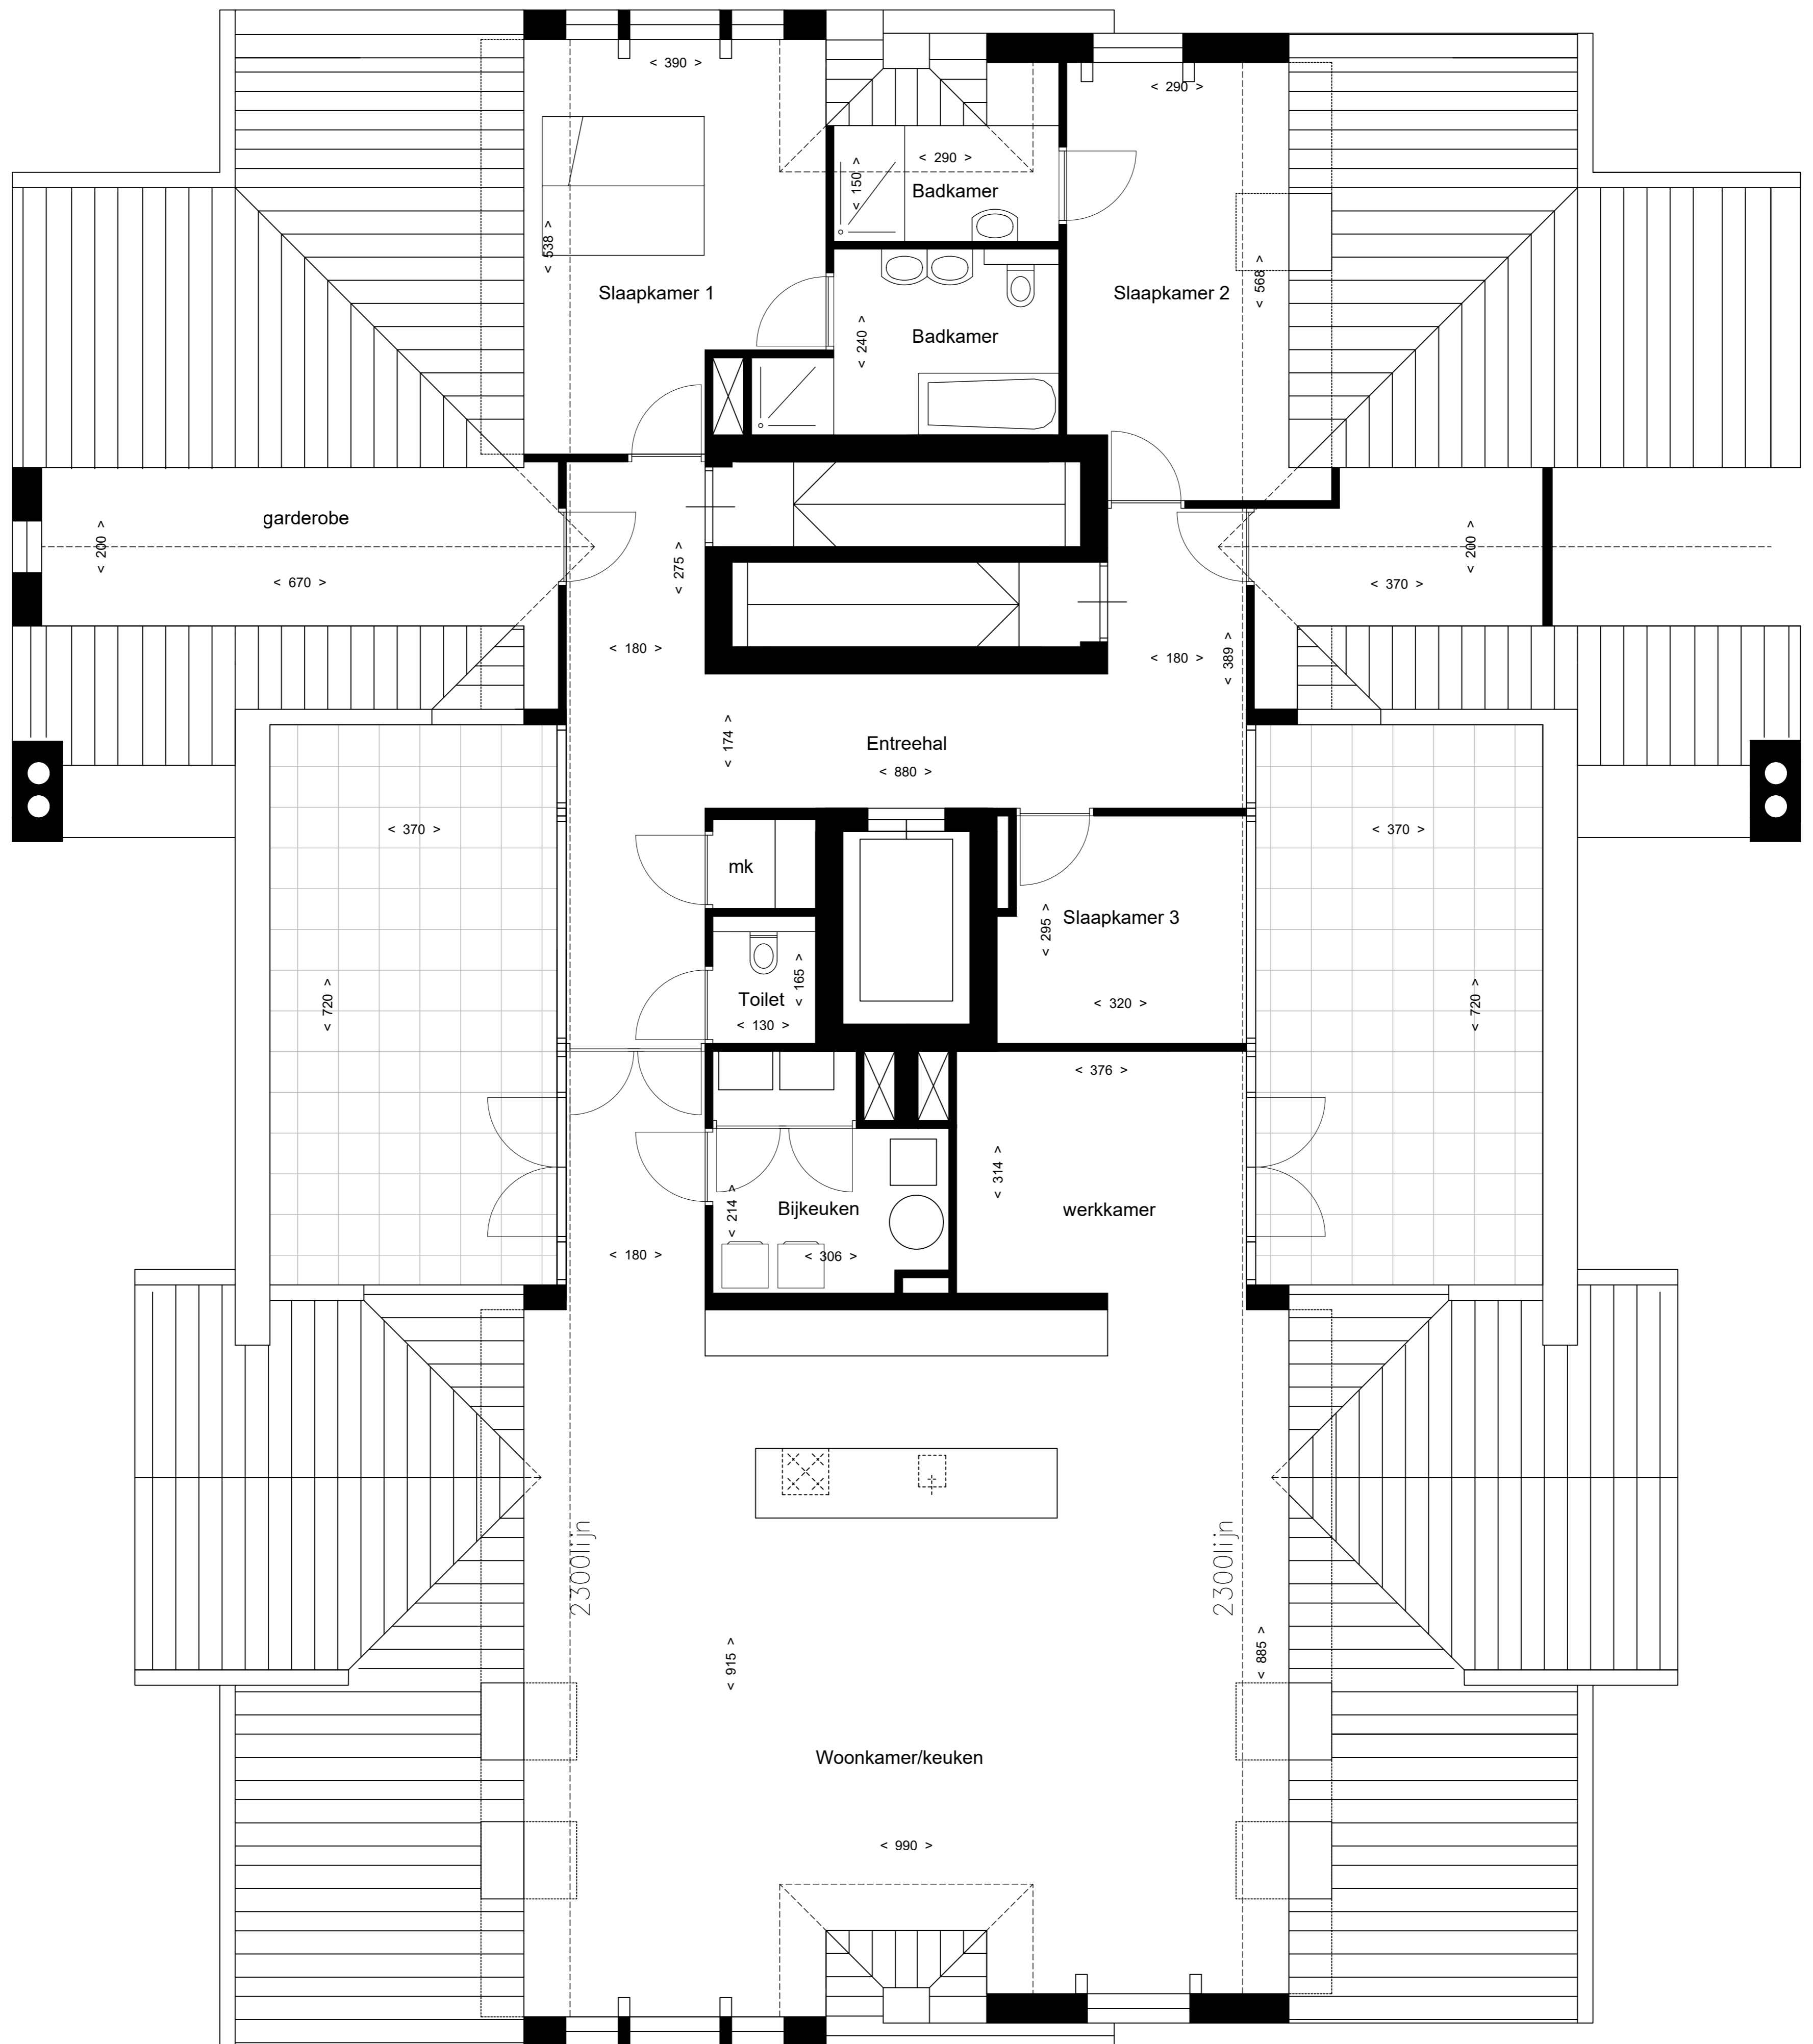 < 390 >
< 290 >
< 290 >
< 150 >
Badkamer
< 538 >
Slaapkamer 1
Slaapkamer 2
< 568 >
< 240 >
Badkamer
garderobe
< 200 >
< 670 >
< 275 >
< 200 >
< 370 >
< 180 >
< 180 >
< 389 >
< 174 >
Entreehal
< 880 >
< 370 >
< 370 >
mk
Slaapkamer 3
< 295 >
< 165 >
Toilet
< 130 >
< 320 >
< 720 >
< 720 >
< 376 >
< 314 >
< 214 >
Bijkeuken
werkkamer
< 180 >
< 306 >
2300lijn
2300lijn
< 915 >
< 885 >
Woonkamer/keuken
< 990 >